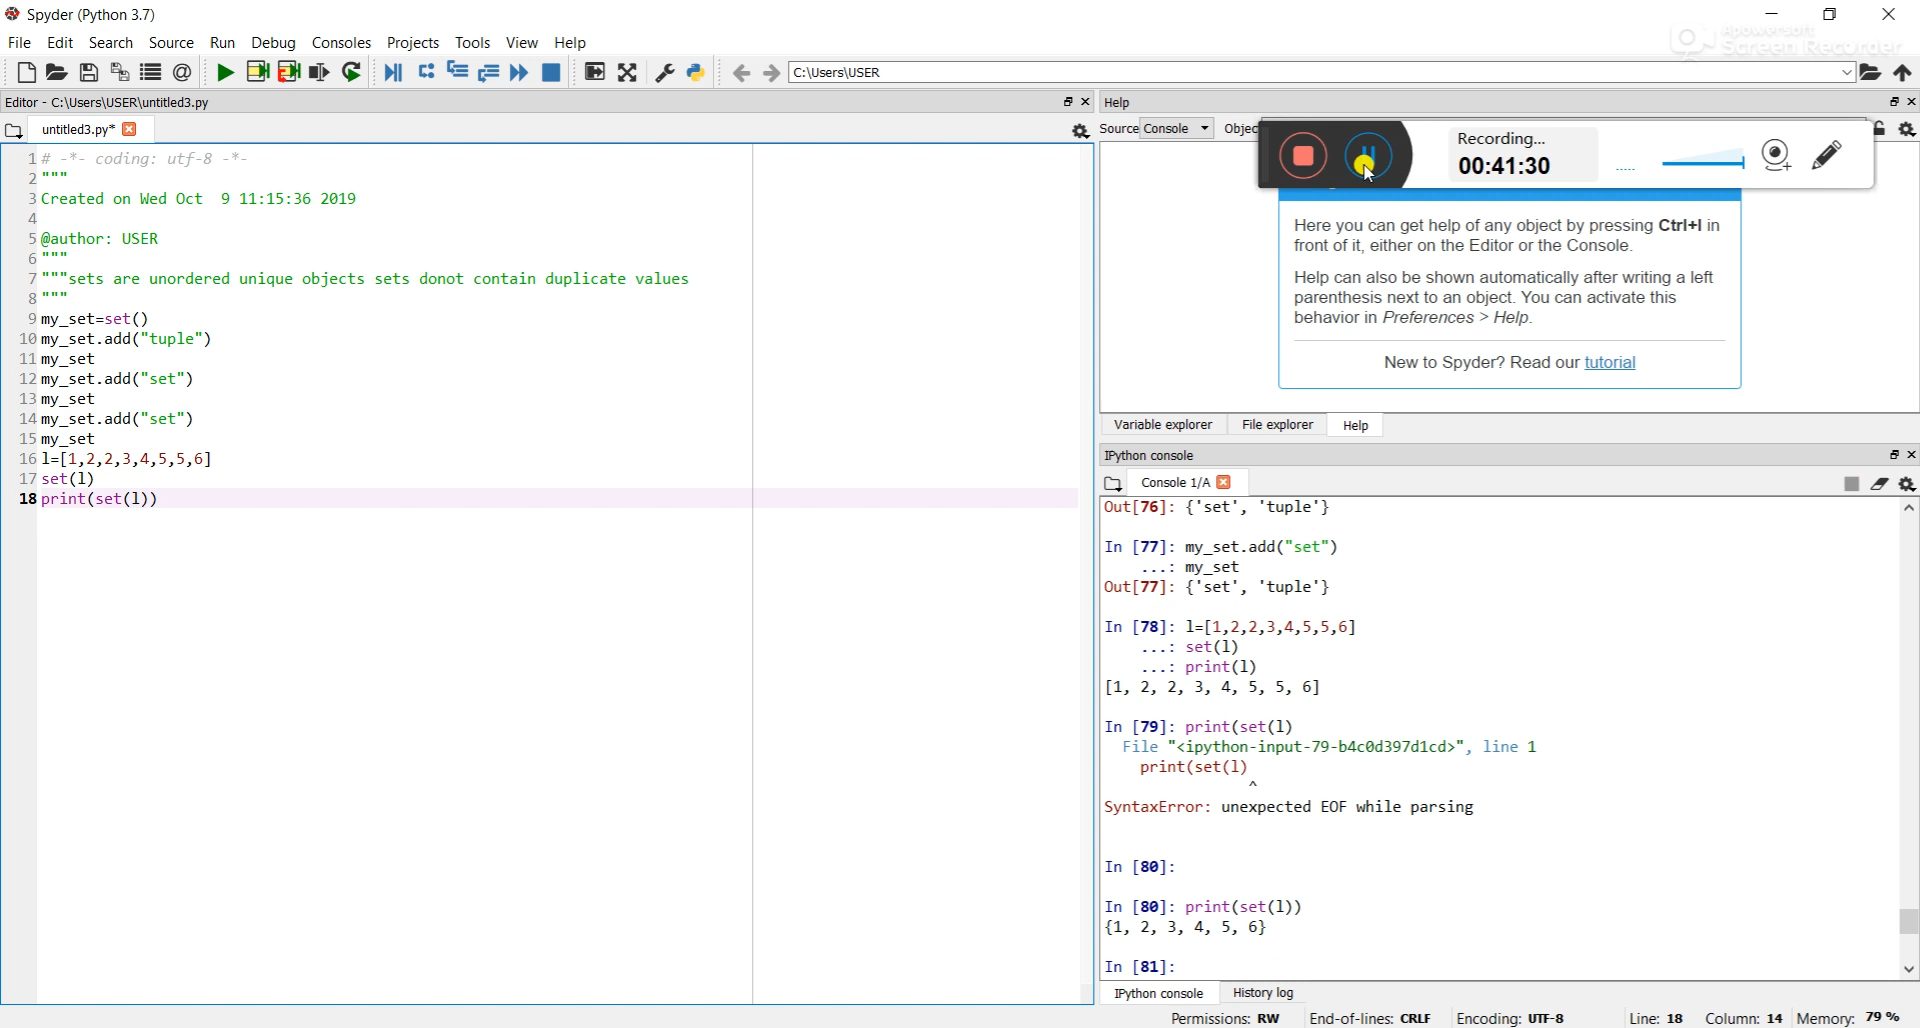 Spyder (Python 3.7)
File Edit Search Source Run Debug Consoles Projects Tools View Help
Apowersoft
Screen Recorder
C:\Users\USER
Editor - C:\Users\USER\untitled3.py
untitled3.py*
1 # -*- coding: utf-8 -*-
2 """
3 Created on Wed Oct  9 11:15:36 2019
4
5 @author: USER
6 """
7 """sets are unordered unique objects sets donot contain duplicate values
8 """
9 my_set=set()
10 my_set.add("tuple")
11 my_set
12 my_set.add("set")
13 my_set
14 my_set.add("set")
15 my_set
16 l=[1,2,2,3,4,5,5,6]
17 set(l)
18 print(set(l))
Help
Source Console Objec
Recording...
00:41:30
Here you can get help of any object by pressing Ctrl+I in
front of it, either on the Editor or the Console.
Help can also be shown automatically after writing a left
parenthesis next to an object. You can activate this
behavior in Preferences > Help.
New to Spyder? Read our tutorial
Variable explorer File explorer Help
IPython console
Console 1/A
Out[76]: {'set', 'tuple'}
In [77]: my_set.add("set")
...: my_set
Out[77]: {'set', 'tuple'}
In [78]: l=[1,2,2,3,4,5,5,6]
...: set(l)
...: print(l)
[1, 2, 2, 3, 4, 5, 5, 6]
In [79]: print(set(l)
File "<ipython-input-79-b4c0d397d1cd>", line 1
print(set(l)
^
SyntaxError: unexpected EOF while parsing
In [80]:
In [80]: print(set(l))
{1, 2, 3, 4, 5, 6}
In [81]:
IPython console History log
Permissions: RW End-of-lines: CRLF Encoding: UTF-8 Line: 18 Column: 14 Memory: 79 %